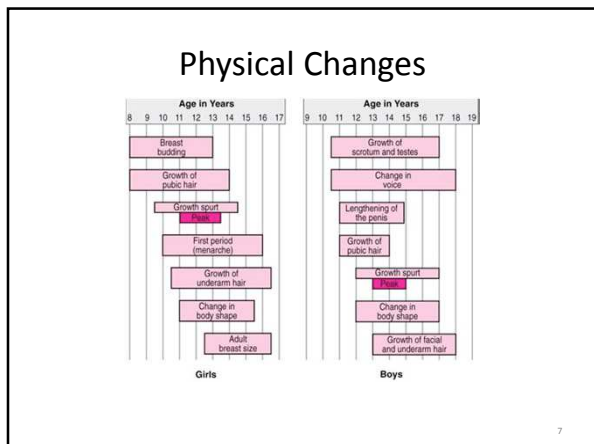 Physical Changes
Age in Years
8 9 10 11 12 13 14 15 16 17
Breast
budding
Growth of
pubic hair
Growth spurt
Peak
First period
(menarche)
Growth of
underarm hair
Change in
body shape
Adult
breast size
Girls
Age in Years
9 10 11 12 13 14 15 16 17 18 19
Growth of
scrotum and testes
Change in
voice
Lengthening of
the penis
Growth of
pubic hair
Growth spurt
Peak
Change in
body shape
Growth of facial
and underarm hair
Boys
7